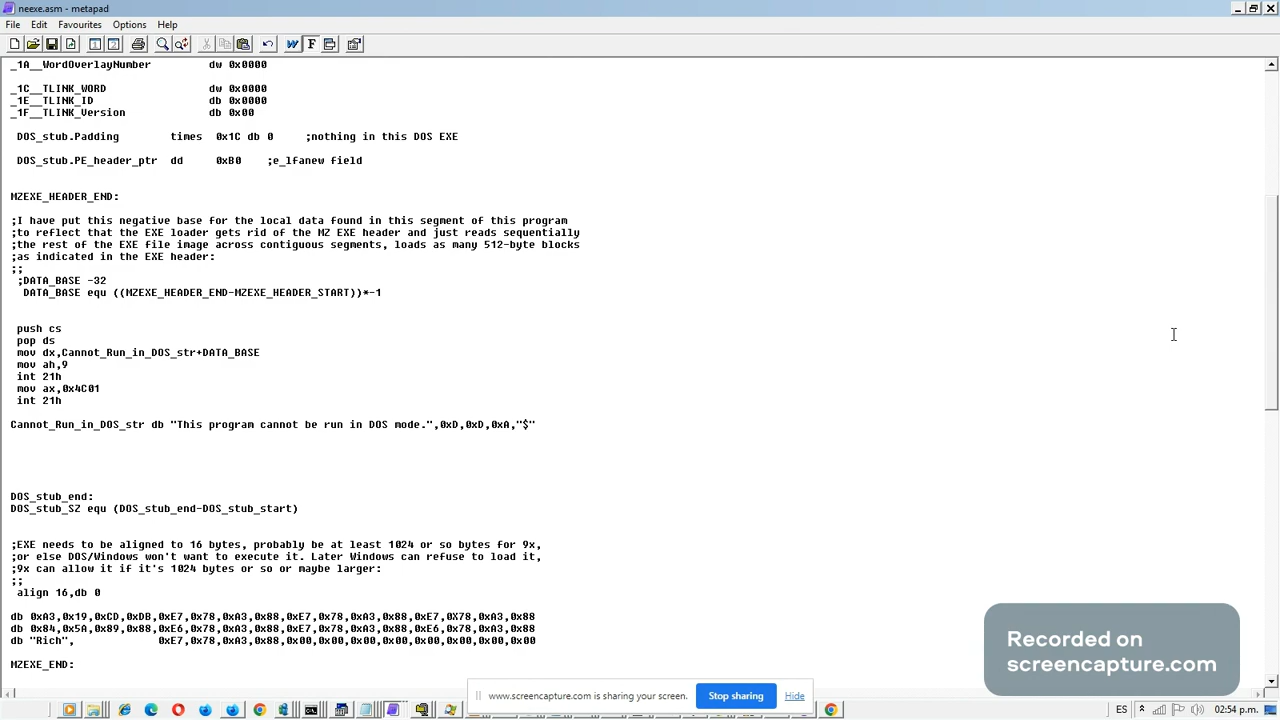 neexe.asm - metapad
File Edit Favourites Options Help
_1A__WordOverlayNumber dw 0x0000
_1C__TLINK_WORD dw 0x0000
_1E__TLINK_ID db 0x0000
_1F__TLINK_Version db 0x00
DOS_stub.Padding times 0x1C db 0 ;nothing in this DOS EXE
DOS_stub.PE_header_ptr dd 0xB0 ;e_lfanew field
MZEXE_HEADER_END:
;I have put this negative base for the local data found in this segment of this program
;to reflect that the EXE loader gets rid of the MZ EXE header and just reads sequentially
;the rest of the EXE file image across contiguous segments, loads as many 512-byte blocks
;as indicated in the EXE header:
;;
;DATA_BASE -32
DATA_BASE equ ((MZEXE_HEADER_END-MZEXE_HEADER_START))*-1
push cs
pop ds
mov dx,Cannot_Run_in_DOS_str+DATA_BASE
mov ah,9
int 21h
mov ax,0x4C01
int 21h
Cannot_Run_in_DOS_str db "This program cannot be run in DOS mode.",0xD,0xD,0xA,"$"
DOS_stub_end:
DOS_stub_SZ equ (DOS_stub_end-DOS_stub_start)
;EXE needs to be aligned to 16 bytes, probably be at least 1024 or so bytes for 9x,
;or else DOS/Windows won't want to execute it. Later Windows can refuse to load it,
;9x can allow it if it's 1024 bytes or so or maybe larger:
;;
align 16,db 0
db 0xA3,0x19,0xCD,0xDB,0xE7,0x78,0xA3,0x88,0xE7,0x78,0xA3,0x88,0xE7,0X78,0xA3,0x88
db 0x84,0x5A,0x89,0x88,0xE6,0x78,0xA3,0x88,0xE7,0x78,0xA3,0x88,0xE6,0x78,0xA3,0x88
db "Rich", 0xE7,0x78,0xA3,0x88,0x00,0x00,0x00,0x00,0x00,0x00,0x00,0x00
MZEXE_END:
Recorded on
screencapture.com
www.screencapture.com is sharing your screen. Stop sharing Hide
ES 02:54 p.m.